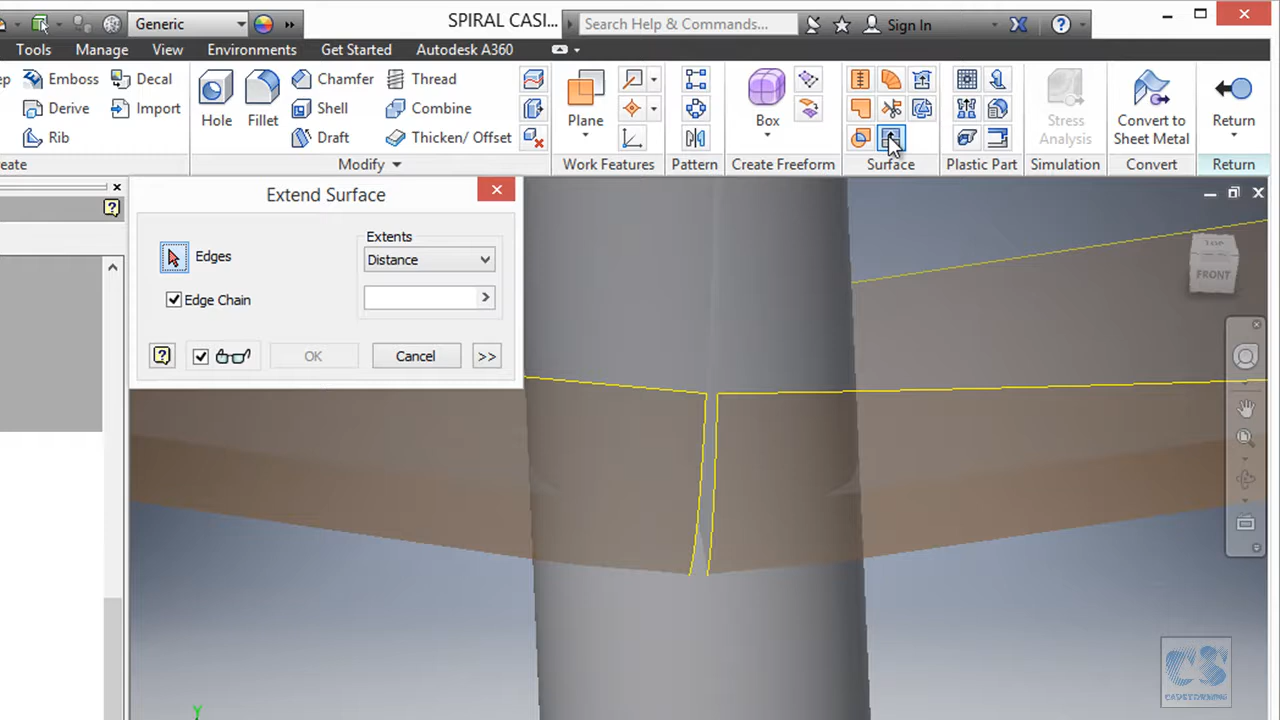 Generic
SPIRAL CASI...
Search Help & Commands...
Sign In
Tools
Manage
View
Environments
Get Started
Autodesk A360
Emboss
Decal
Derive
Import
Rib
Hole
Fillet
Chamfer
Thread
Shell
Combine
Draft
Thicken/ Offset
Plane
Box
Stress
Analysis
Convert to
Sheet Metal
Return
Modify
Work Features
Pattern
Create Freeform
Surface
Plastic Part
Simulation
Convert
Return
Extend Surface
Edges
Edge Chain
Extents
Distance
OK
Cancel
>>
TOP
FRONT
Y
CS